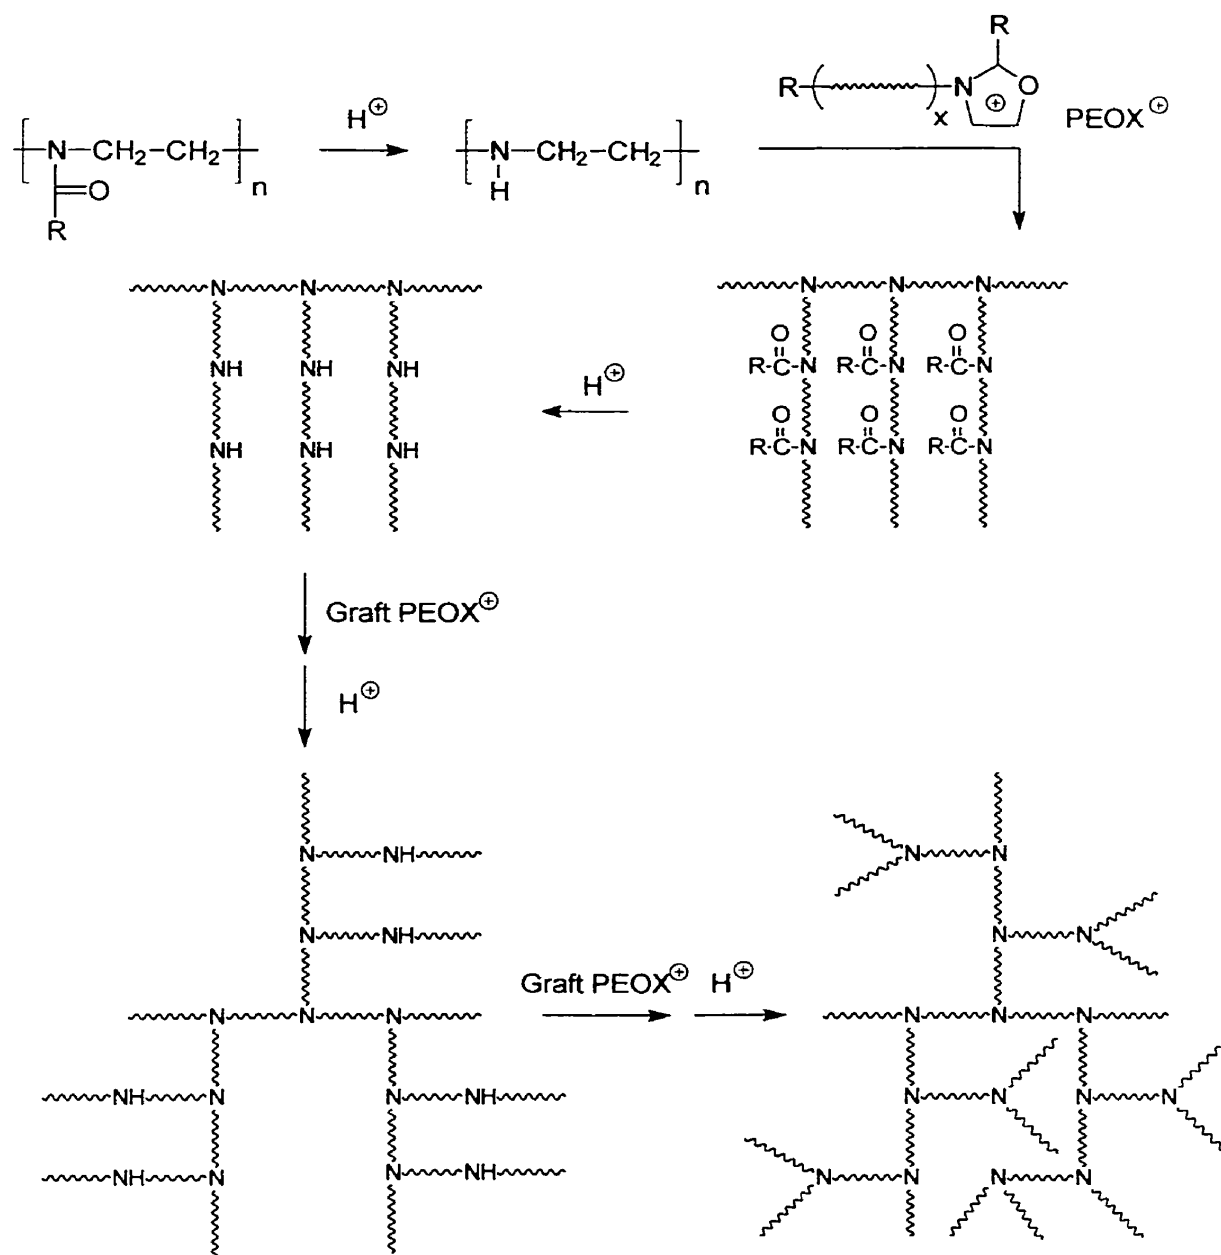 R
R-( )x-N ⊕ O PEOX⊕
[N-CH2-CH2]n H⊕ [N-CH2-CH2]n
C=O H
R
N N N N N N
O O O
NH NH NH R-C-N R-C-N R-C-N
H⊕
O O O
NH NH NH R-C-N R-C-N R-C-N
Graft PEOX⊕
H⊕
N NH N N
N NH N N
Graft PEOX⊕ H⊕
N N N N N N
NH N N NH N N N N
NH N N NH N N N N